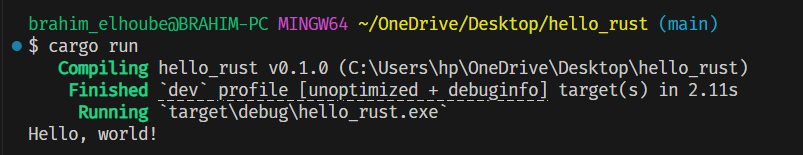 brahim_elhoube@BRAHIM-PC MINGW64 ~/OneDrive/Desktop/hello_rust (main)
$ cargo run
   Compiling hello_rust v0.1.0 (C:\Users\hp\OneDrive\Desktop\hello_rust)
    Finished `dev` profile [unoptimized + debuginfo] target(s) in 2.11s
     Running `target\debug\hello_rust.exe`
Hello, world!